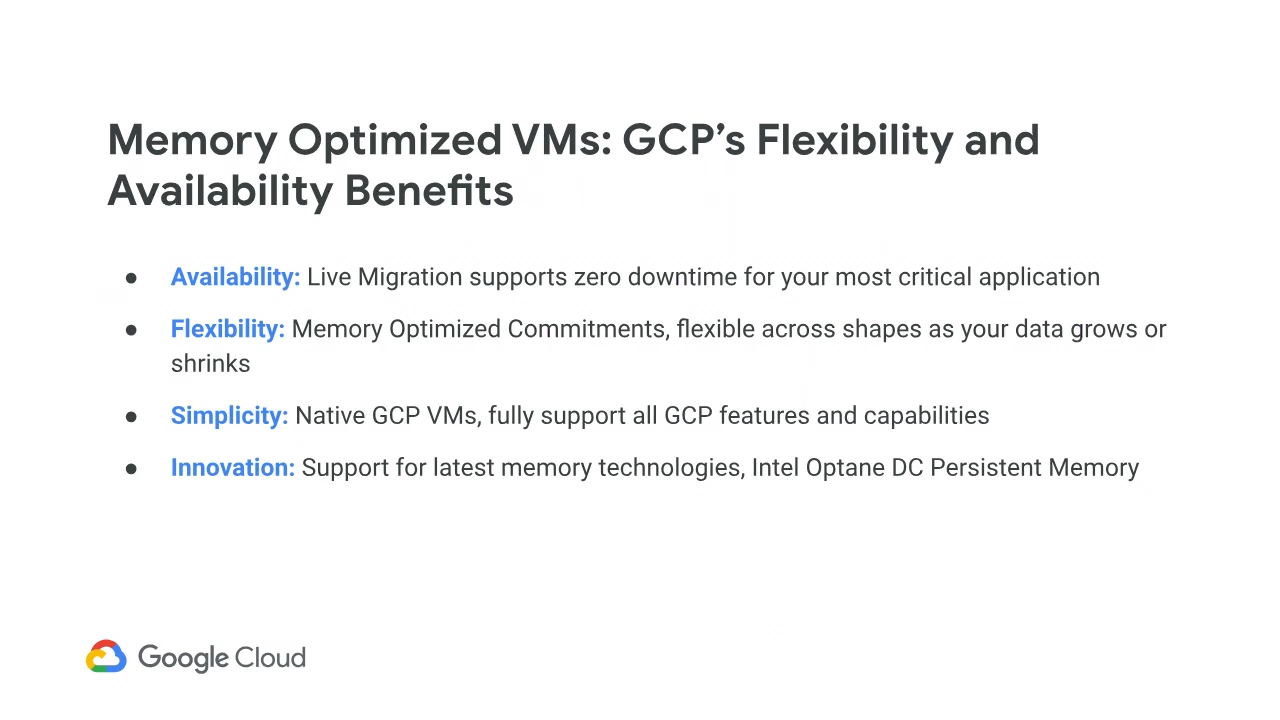 Memory Optimized VMs: GCP’s Flexibility and
Availability Benefits
● Availability: Live Migration supports zero downtime for your most critical application
● Flexibility: Memory Optimized Commitments, flexible across shapes as your data grows or
shrinks
● Simplicity: Native GCP VMs, fully support all GCP features and capabilities
● Innovation: Support for latest memory technologies, Intel Optane DC Persistent Memory
Google Cloud